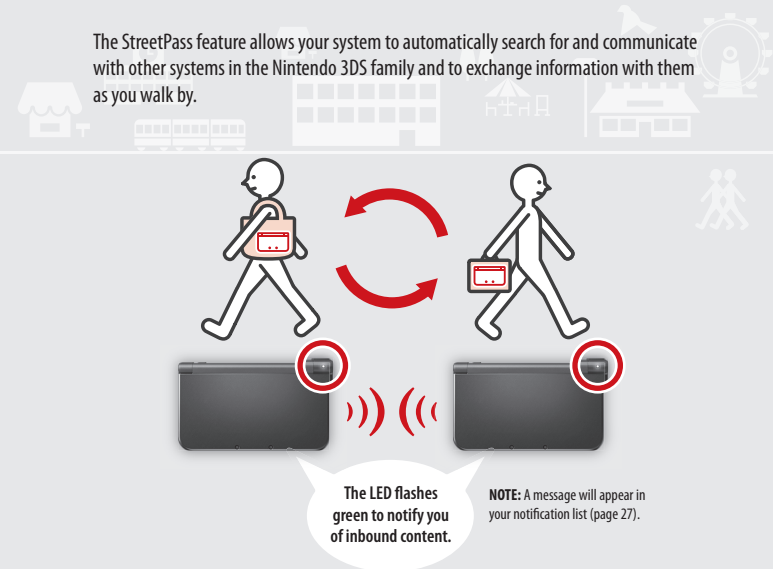 The StreetPass feature allows your system to automatically search for and communicate
with other systems in the Nintendo 3DS family and to exchange information with them
as you walk by.
The LED flashes
green to notify you
of inbound content.
NOTE: A message will appear in
your notification list (page 27).